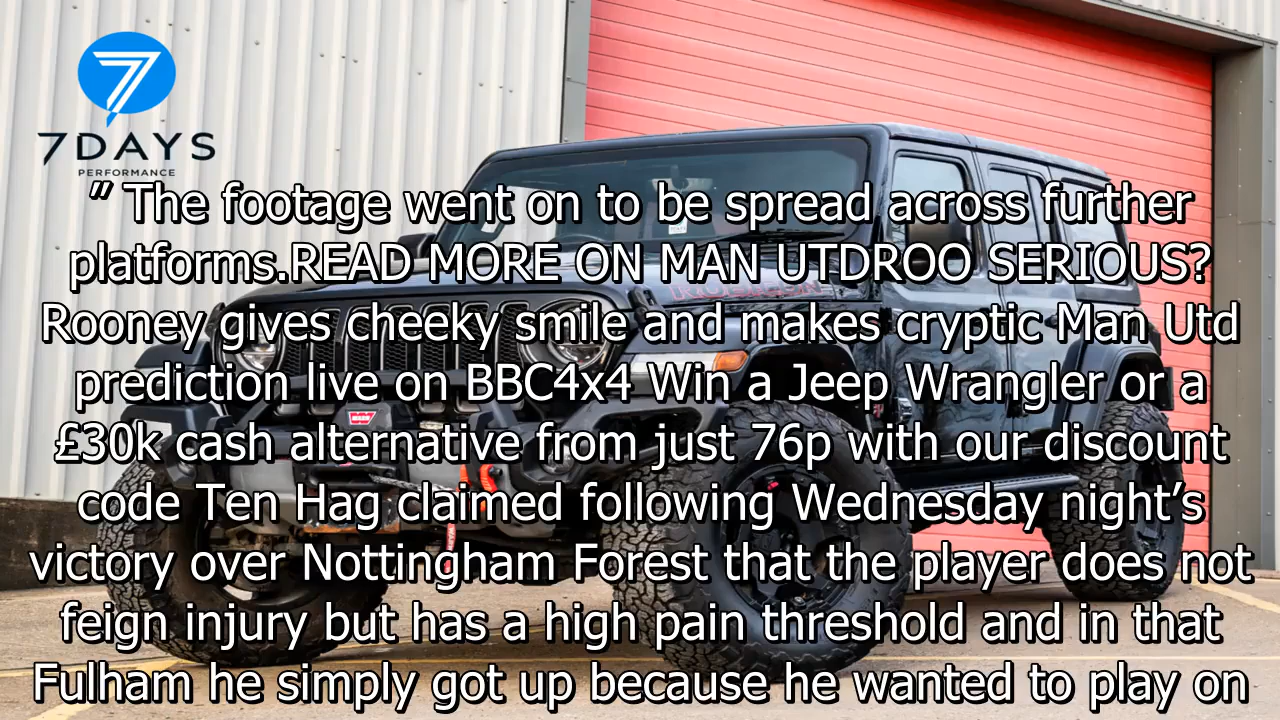 7
7DAYS
PERFORMANCE
” The footage went on to be spread across further
platforms.READ MORE ON MAN UTDROO SERIOUS?
Rooney gives cheeky smile and makes cryptic Man Utd
prediction live on BBC4x4 Win a Jeep Wrangler or a
£30k cash alternative from just 76p with our discount
code Ten Hag claimed following Wednesday night’s
victory over Nottingham Forest that the player does not
feign injury but has a high pain threshold and in that
Fulham he simply got up because he wanted to play on